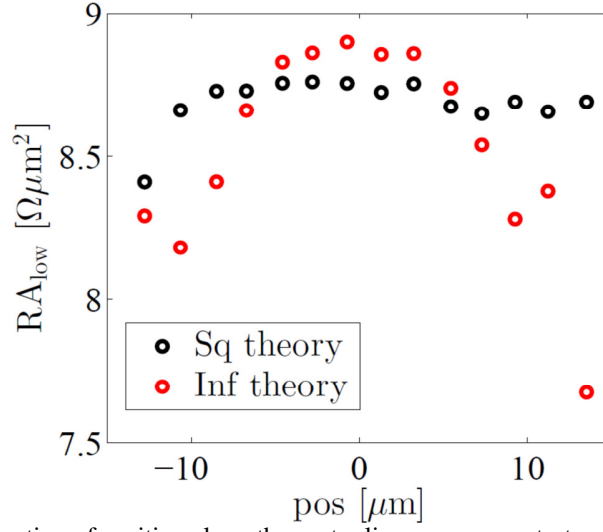 9
8.5
8
7.5
RA_low [Ωμm²]
Sq theory
Inf theory
−10
0
10
pos [μm]